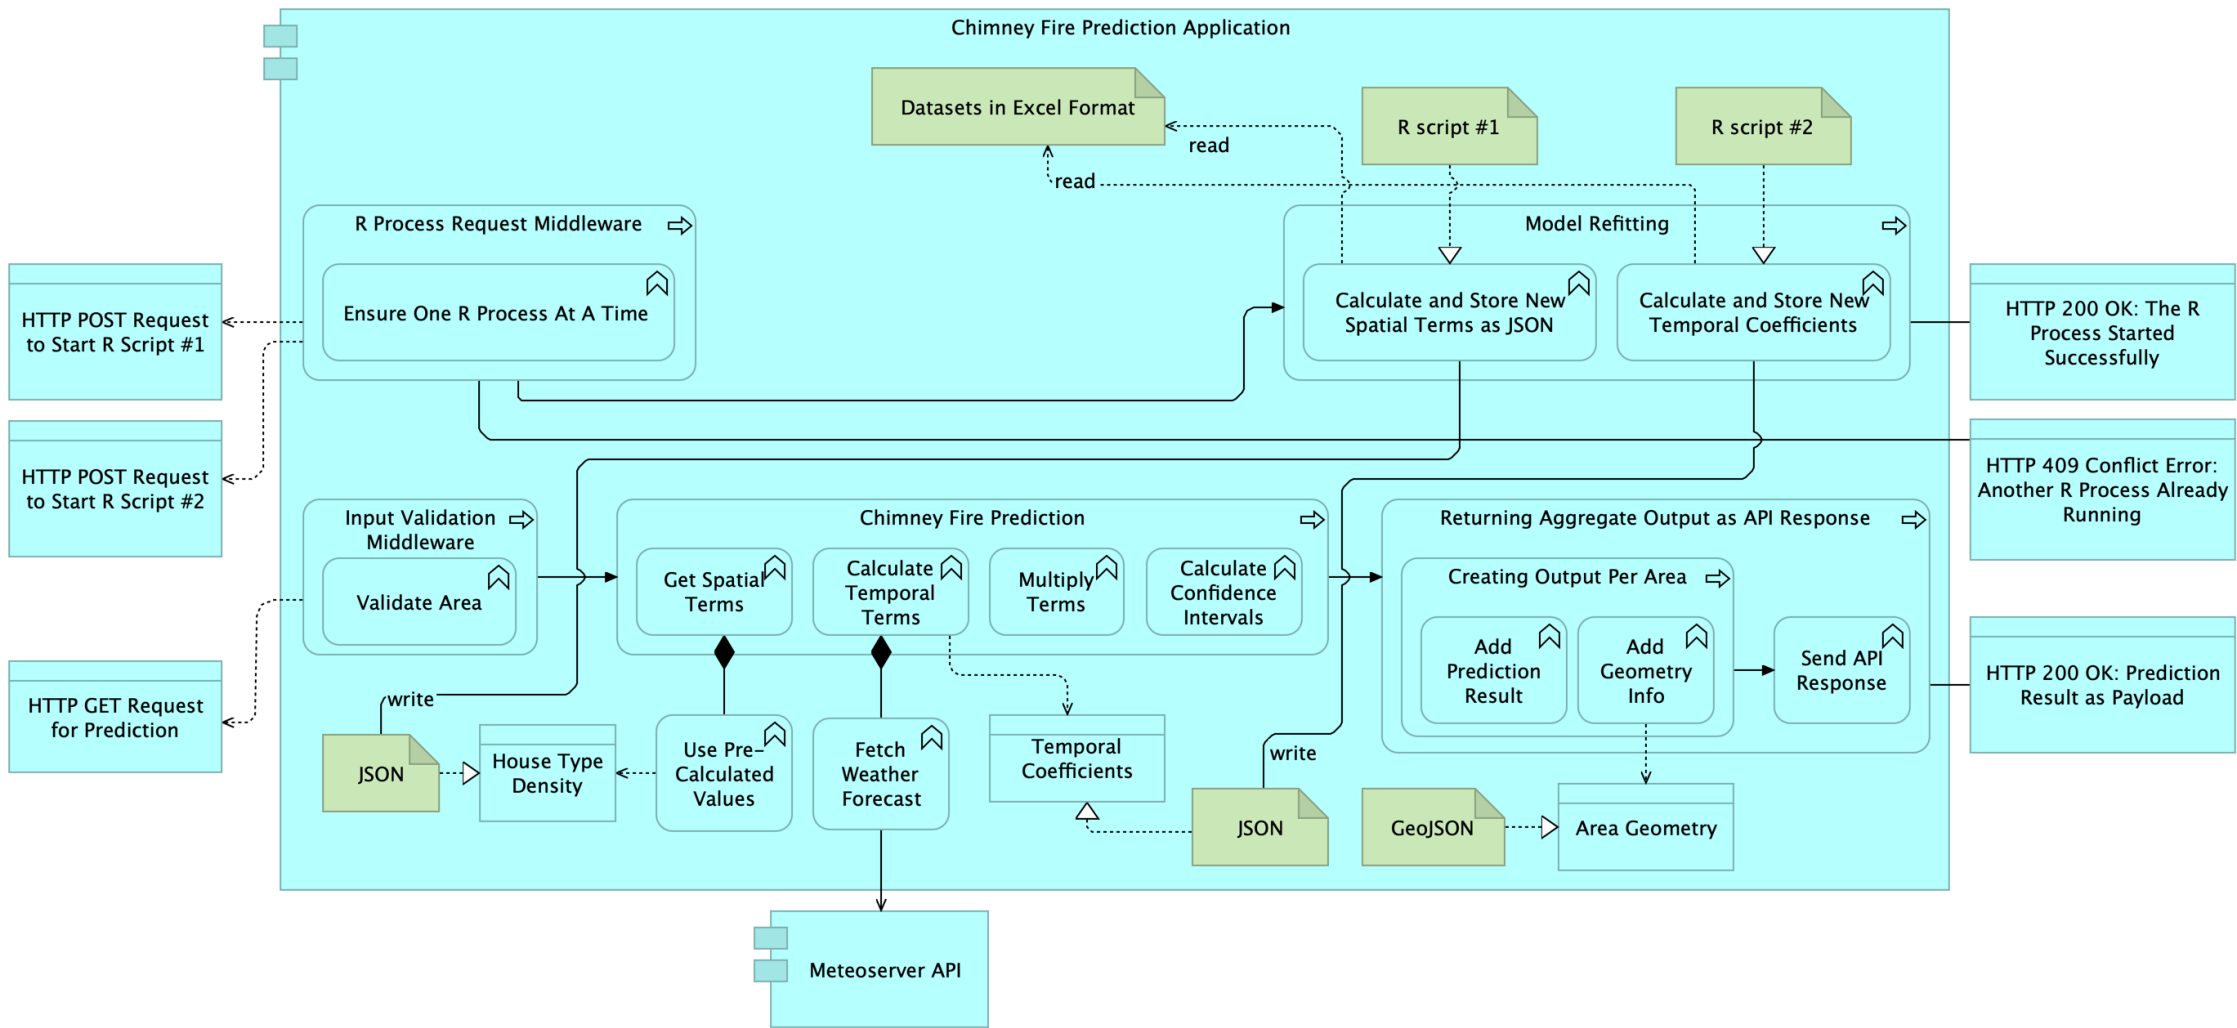 Chimney Fire Prediction Application
Datasets in Excel Format
R script #1
R script #2
read
read
R Process Request Middleware
Ensure One R Process At A Time
Model Refitting
Calculate and Store New
Spatial Terms as JSON
Calculate and Store New
Temporal Coefficients
HTTP POST Request
to Start R Script #1
HTTP POST Request
to Start R Script #2
HTTP GET Request
for Prediction
HTTP 200 OK: The R
Process Started
Successfully
HTTP 409 Conflict Error:
Another R Process Already
Running
HTTP 200 OK: Prediction
Result as Payload
Input Validation
Middleware
Validate Area
Chimney Fire Prediction
Get Spatial
Terms
Calculate
Temporal
Terms
Multiply
Terms
Calculate
Confidence
Intervals
Returning Aggregate Output as API Response
Creating Output Per Area
Add
Prediction
Result
Add
Geometry
Info
Send API
Response
write
JSON
House Type
Density
Use Pre-
Calculated
Values
Fetch
Weather
Forecast
Temporal
Coefficients
write
JSON
GeoJSON
Area Geometry
Meteoserver API